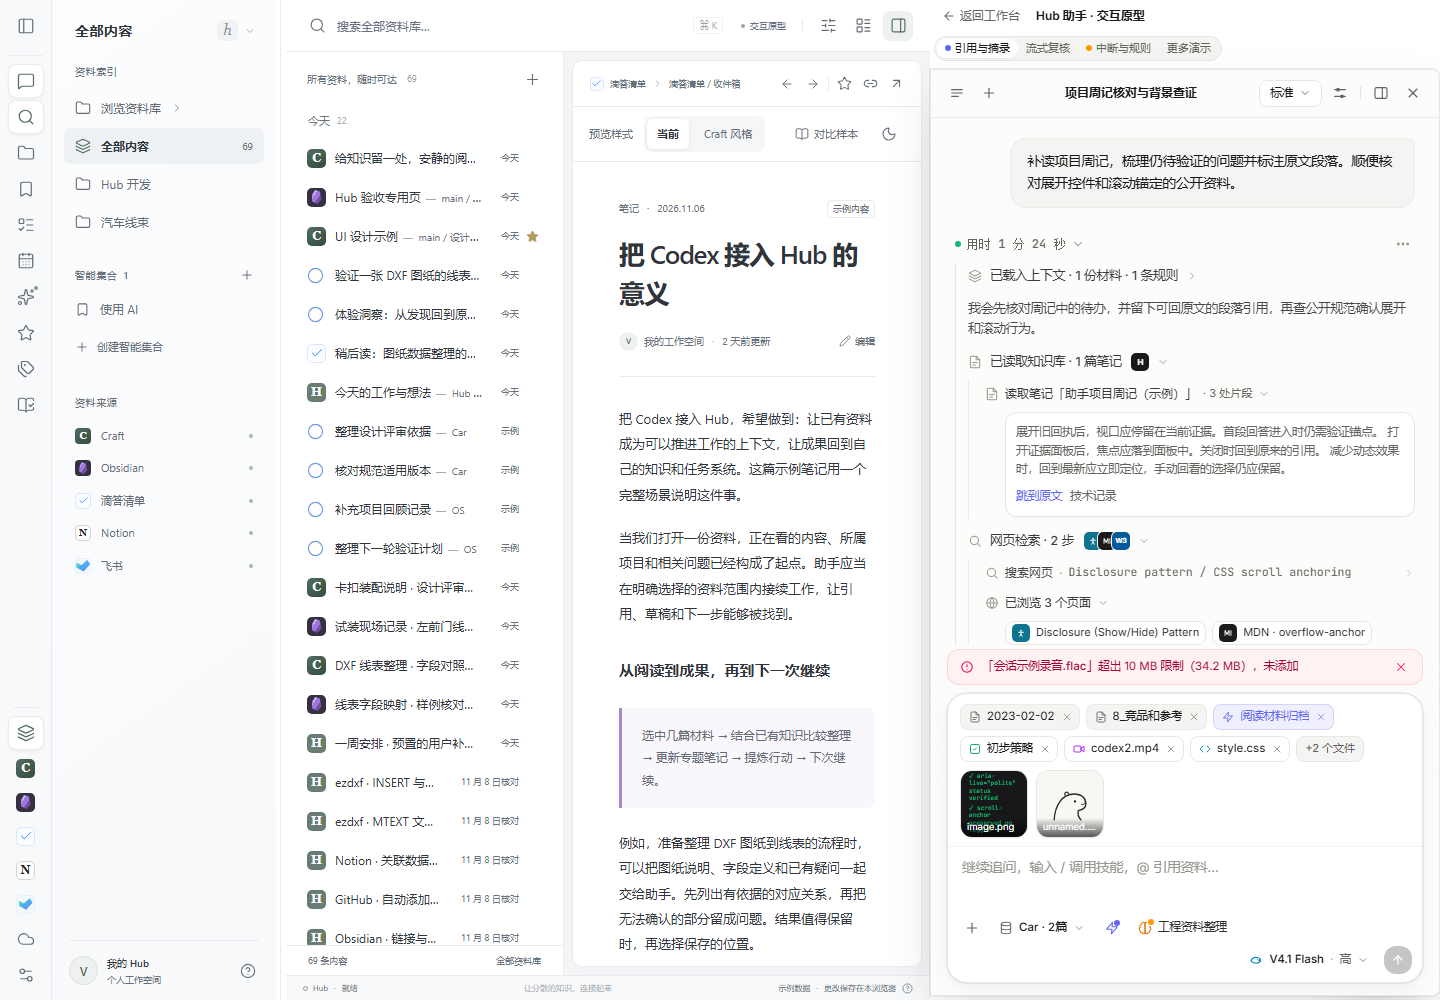 全部内容
h
资料索引
浏览资料库
全部内容 69
Hub 开发
汽车线束
智能集合 1
使用 AI
创建智能集合
资料来源
Craft
Obsidian
滴答清单
Notion
飞书
V
我的 Hub
个人工作空间
搜索全部资料库...
⌘ K
交互原型
所有资料，随时可达 69
今天 22
给知识留一处，安静的阅... 今天
Hub 验收专用页 — main / ... 今天
UI 设计示例 — main / 设计... 今天
验证一张 DXF 图纸的线表... 今天
体验洞察：从发现回到原... 今天
稍后读：图纸数据整理的... 今天
今天的工作与想法 — Hub ... 今天
整理设计评审依据 — Car 示例
核对规范适用版本 — Car 示例
补充项目回顾记录 — OS 示例
整理下一轮验证计划 — OS 示例
卡扣装配说明 · 设计评审... 今天
试装现场记录 · 左前门线... 今天
DXF 线表整理 · 字段对照... 今天
线表字段映射 · 样例核对... 今天
一周安排 · 预置的用户补... 今天
ezdxf · INSERT 与... 11 月 8 日核对
ezdxf · MTEXT 文... 11 月 8 日核对
Notion · 关联数据... 11 月 8 日核对
GitHub · 自动添加... 11 月 8 日核对
Obsidian · 链接与... 11 月 8 日核对
69 条内容 全部资料库
Hub · 就绪
让分散的知识，连接起来
示例数据 · 更改保存在本浏览器
滴答清单 滴答清单 / 收件箱
预览样式 当前 Craft 风格 对比样本
笔记 · 2026.11.06 示例内容
把 Codex 接入 Hub 的
意义
V 我的工作空间 · 2 天前更新 编辑
把 Codex 接入 Hub，希望做到：让已有资料
成为可以推进工作的上下文，让成果回到自
己的知识和任务系统。这篇示例笔记用一个
完整场景说明这件事。
当我们打开一份资料，正在看的内容、所属
项目和相关问题已经构成了起点。助手应当
在明确选择的资料范围内接续工作，让引
用、草稿和下一步能够被找到。
从阅读到成果，再到下一次继续
选中几篇材料 → 结合已有知识比较整理
→ 更新专题笔记 → 提炼行动 → 下次继
续。
例如，准备整理 DXF 图纸到线表的流程时，
可以把图纸说明、字段定义和已有疑问一起
交给助手。先列出有依据的对应关系，再把
无法确认的部分留成问题。结果值得保留
时，再选择保存的位置。
返回工作台 Hub 助手 · 交互原型
引用与摘录 流式复核 中断与规则 更多演示
项目周记核对与背景查证 标准
补读项目周记，梳理仍待验证的问题并标注原文段落。顺便核
对展开控件和滚动锚定的公开资料。
用时 1 分 24 秒
已载入上下文 · 1 份材料 · 1 条规则
我会先核对周记中的待办，并留下可回原文的段落引用，再查公开规范确认展开
和滚动行为。
已读取知识库 · 1 篇笔记 H
读取笔记「助手项目周记（示例）」 · 3 处片段
展开旧回执后，视口应停留在当前证据。首段回答进入时仍需验证锚点。 打
开证据面板后，焦点应落到面板中。关闭时回到原来的引用。 减少动态效果
时，回到最新应立即定位，手动回看的选择仍应保留。
跳到原文 技术记录
网页检索 · 2 步 W3
搜索网页 · Disclosure pattern / CSS scroll anchoring
已浏览 3 个页面
Disclosure (Show/Hide) Pattern MDN · overflow-anchor
「会话示例录音.flac」超出 10 MB 限制（34.2 MB），未添加
2023-02-02 8_竞品和参考 阅读材料归档
初步策略 codex2.mp4 style.css +2 个文件
✓ aria-
live="polite"
status
verified
✓ scroll-
anchor
image.png unnamed....
继续追问，输入 / 调用技能，@ 引用资料...
Car · 2篇 工程资料整理
V4.1 Flash · 高